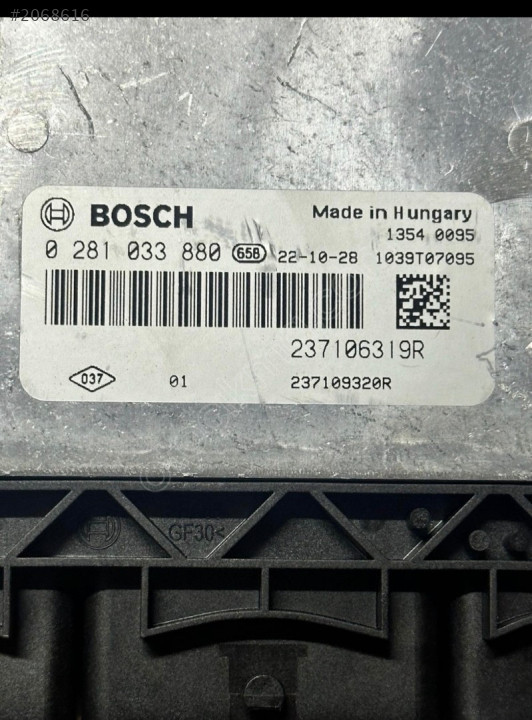 #2068616
BOSCH
Made in Hungary
1354 0095
0 281 033 880 658 22-10-28 1039T07095
237106319R
037 01 237109320R
GF30<